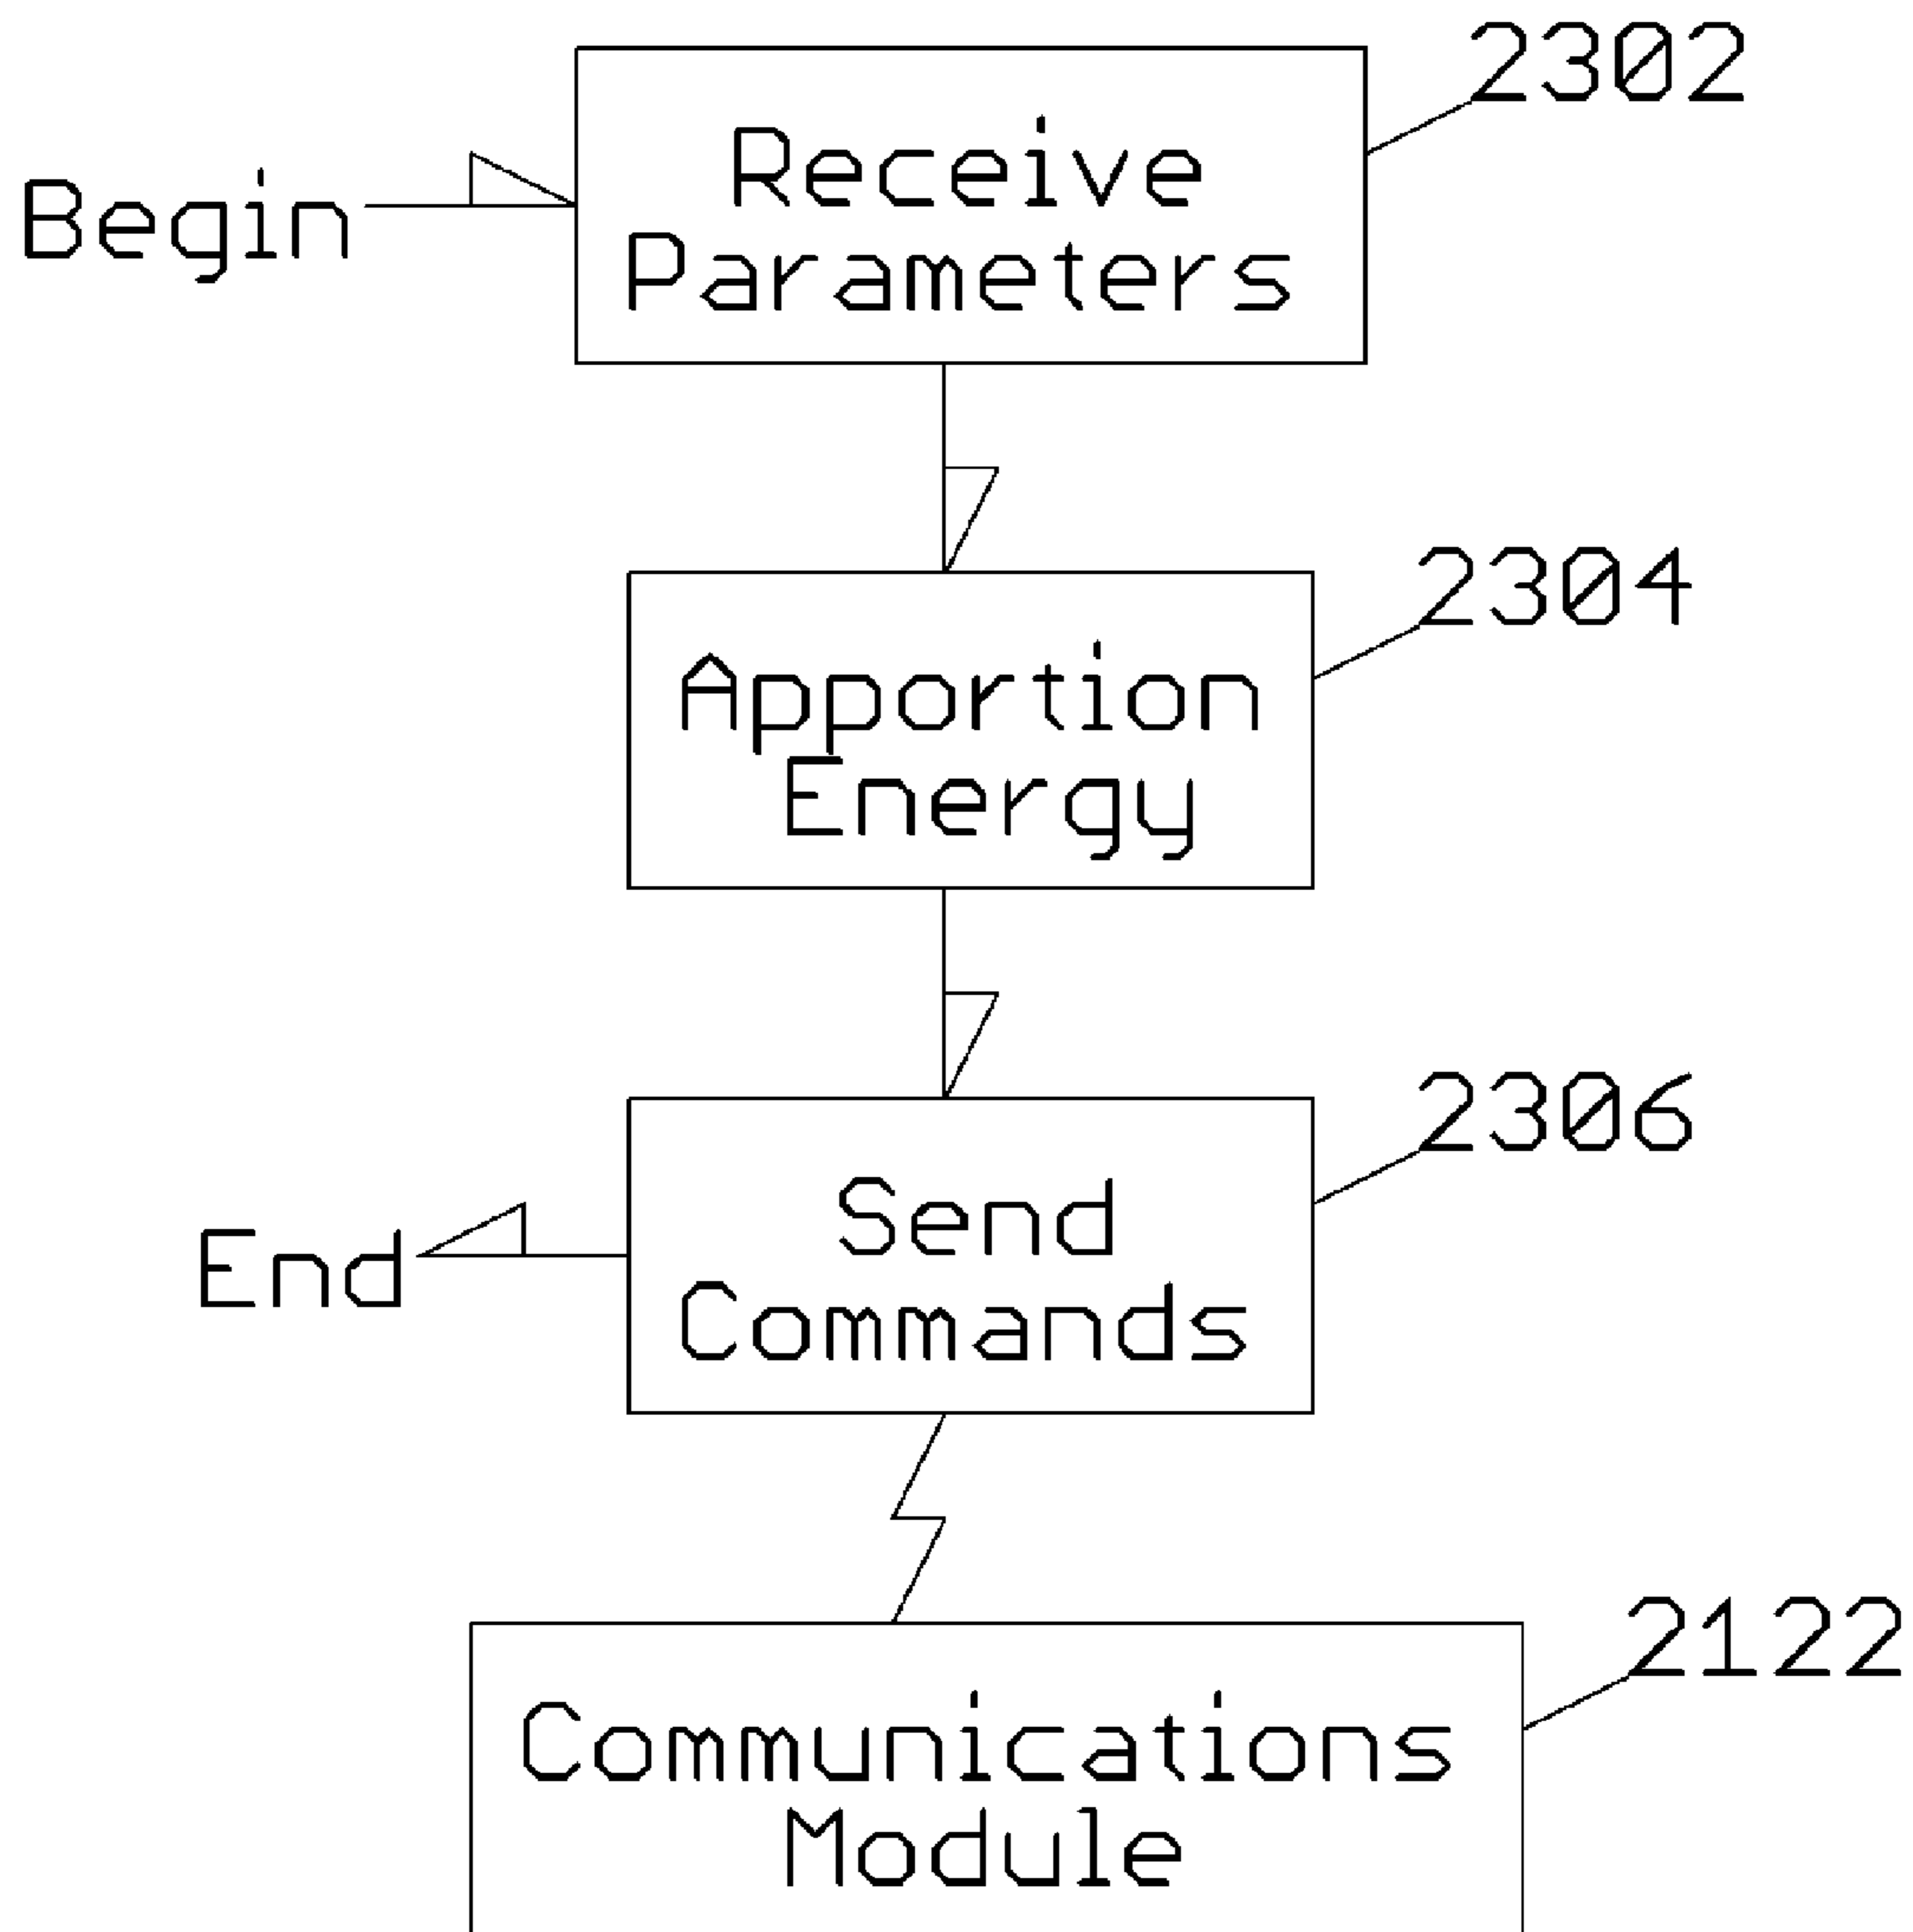 2302
Receive
Begin
Parameters
2304
Apportion
Energy
2306
Send
End
Commands
2122
Communications
Module